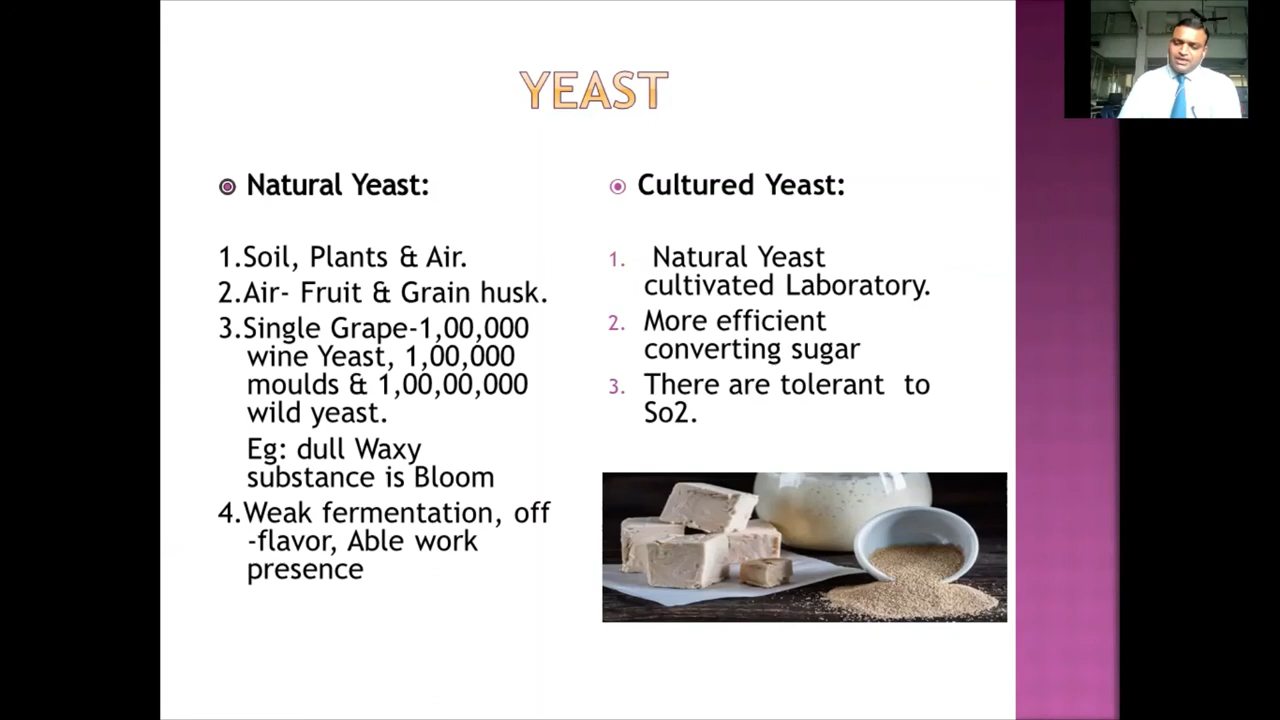 YEAST
Natural Yeast:
1.Soil, Plants & Air.
2.Air- Fruit & Grain husk.
3.Single Grape-1,00,000
wine Yeast, 1,00,000
moulds & 1,00,00,000
wild yeast.
Eg: dull Waxy
substance is Bloom
4.Weak fermentation, off
-flavor, Able work
presence
Cultured Yeast:
1. Natural Yeast
cultivated Laboratory.
2. More efficient
converting sugar
3. There are tolerant to
So2.